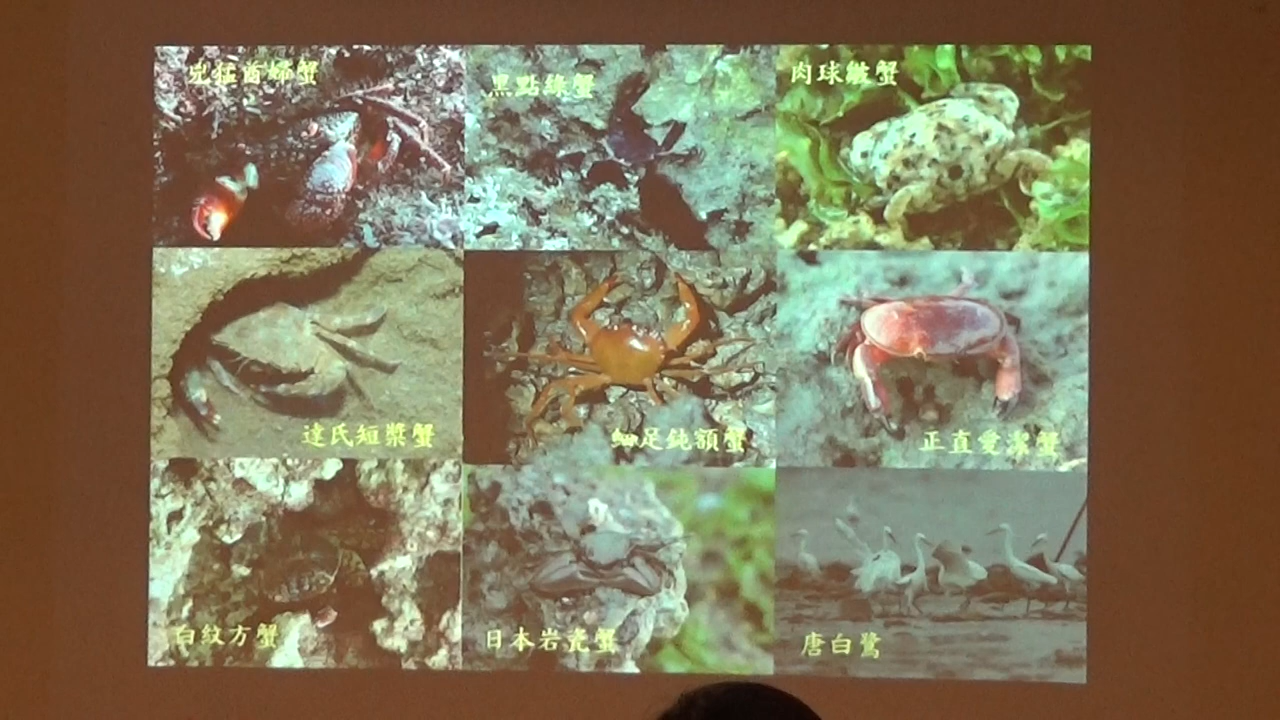 兇猛酋婦蟹
黑點綠蟹
肉球皺蟹
達氏短槳蟹
細足鈍額蟹
正直愛潔蟹
白紋方蟹
日本岩瓷蟹
唐白鷺